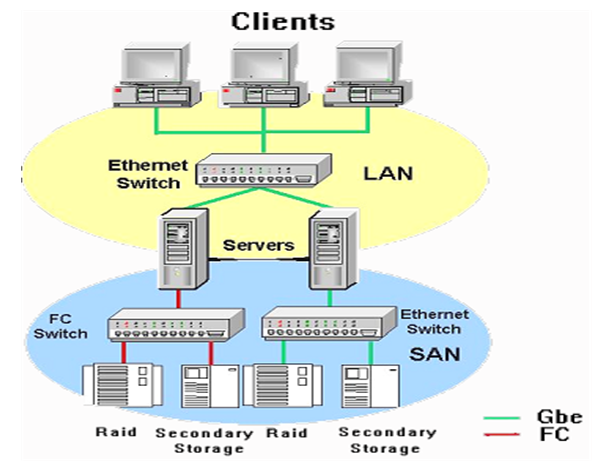 Clients
Ethernet
Switch
LAN
Servers
FC
Switch
Ethernet
Switch
SAN
Raid
Secondary
Storage
Raid
Secondary
Storage
Gbe
FC